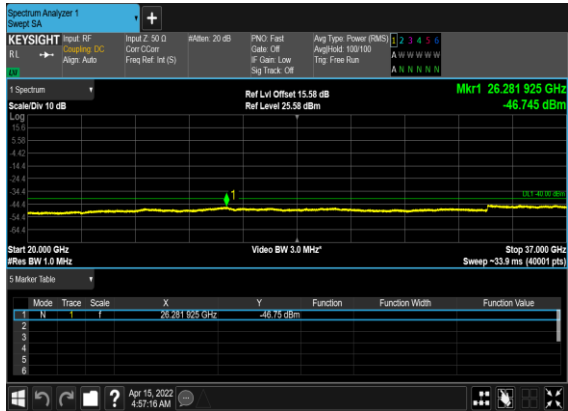 Spectrum Analyzer 1
Swept SA
KEYSIGHT Input: RF Input Z: 50 Ω #Atten: 20 dB PNO: Fast Avg Type: Power (RMS) 1 2 3 4 5 6
RL Coupling: DC Corr CCorr Gate: Off Avg|Hold: 100/100 A W W W W W
Align: Auto Freq Ref: Int (S) IF Gain: Low Trig: Free Run
Sig Track: Off A N N N N N
1 Spectrum Ref Lvl Offset 15.58 dB Mkr1 26.281 925 GHz
Scale/Div 10 dB Ref Level 25.58 dBm -46.745 dBm
Log
15.6
5.58
-4.42
-14.4
-24.4
-34.4 1 DL1 -40.00 dBm
-44.4
-54.4
-64.4
Start 20.000 GHz Video BW 3.0 MHz* Stop 37.000 GHz
#Res BW 1.0 MHz Sweep ~33.9 ms (40001 pts)
5 Marker Table
Mode Trace Scale X Y Function Function Width Function Value
1 N 1 f 26.281 925 GHz -46.75 dBm
2
3
4
5
6
? Apr 15, 2022
4:57:16 AM